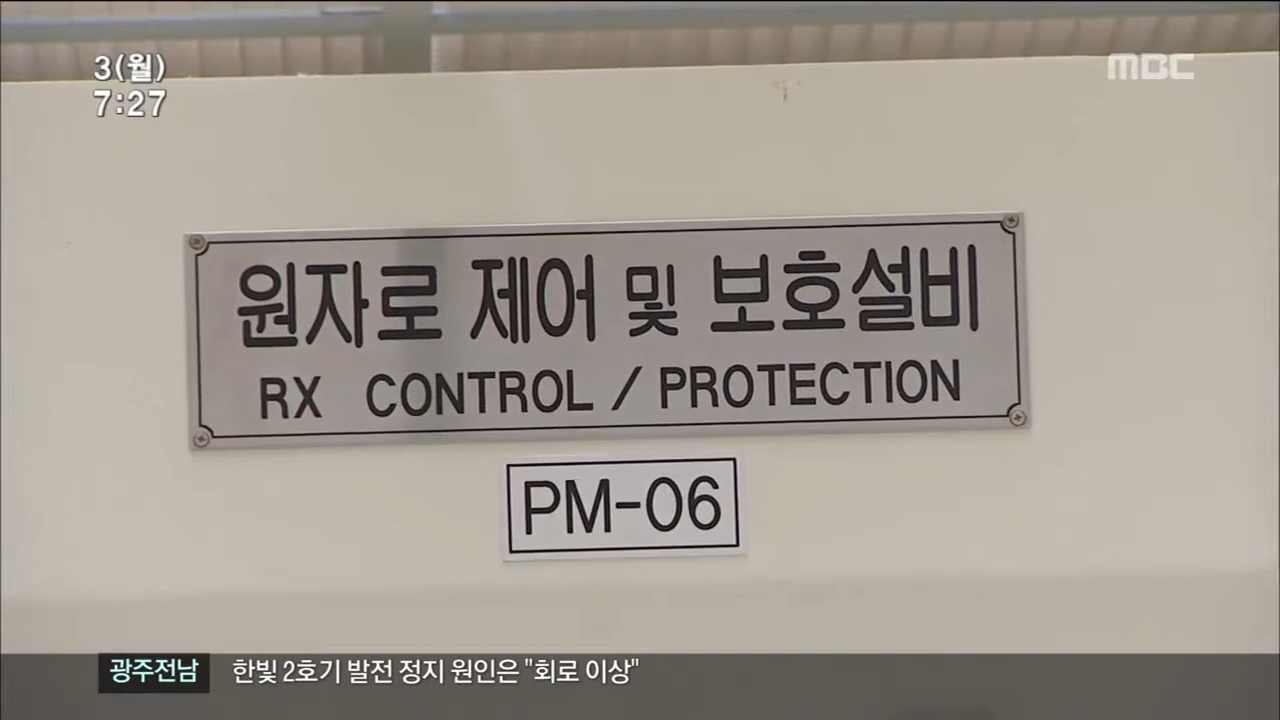 3(월)
7:27
MBC
원자로 제어 및 보호설비
RX CONTROL / PROTECTION
PM-06
광주전남 한빛 2호기 발전 정지 원인은 "회로 이상"